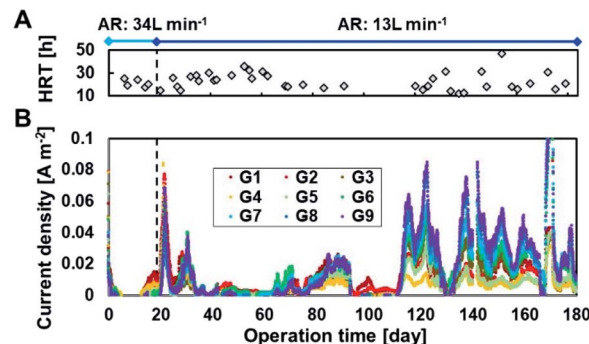 A
AR: 34L min⁻¹ AR: 13L min⁻¹
HRT [h]
50
30
10
B
Current density [A m⁻²]
0.1
0.08
0.06
0.04
0.02
0
G1 G2 G3
G4 G5 G6
G7 G8 G9
0 20 40 60 80 100 120 140 160 180
Operation time [day]